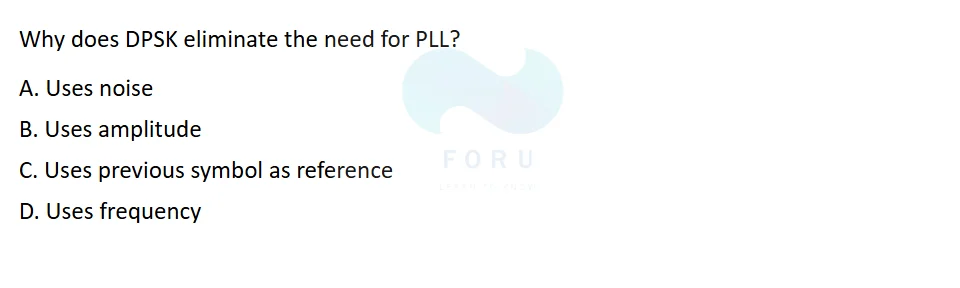 Why does DPSK eliminate the need for PLL?
A. Uses noise
B. Uses amplitude
C. Uses previous symbol as reference
FORU
D. Uses frequency